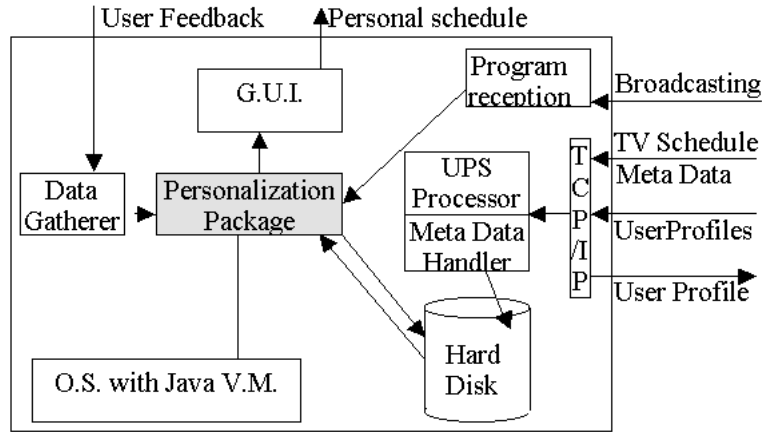 User Feedback
Personal schedule
G.U.I.
Program
reception
Broadcasting
TV Schedule
Meta Data
T
C
P
/I
P
UPS
Processor
Meta Data
Handler
Data
Gatherer
Personalization
Package
UserProfiles
User Profile
Hard
Disk
O.S. with Java V.M.